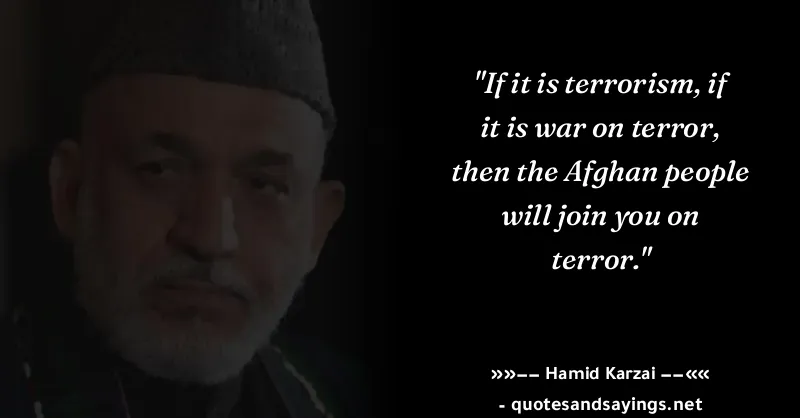 "If it is terrorism, if
it is war on terror,
then the Afghan people
will join you on
terror."
»»−− Hamid Karzai −−««
- quotesandsayings.net